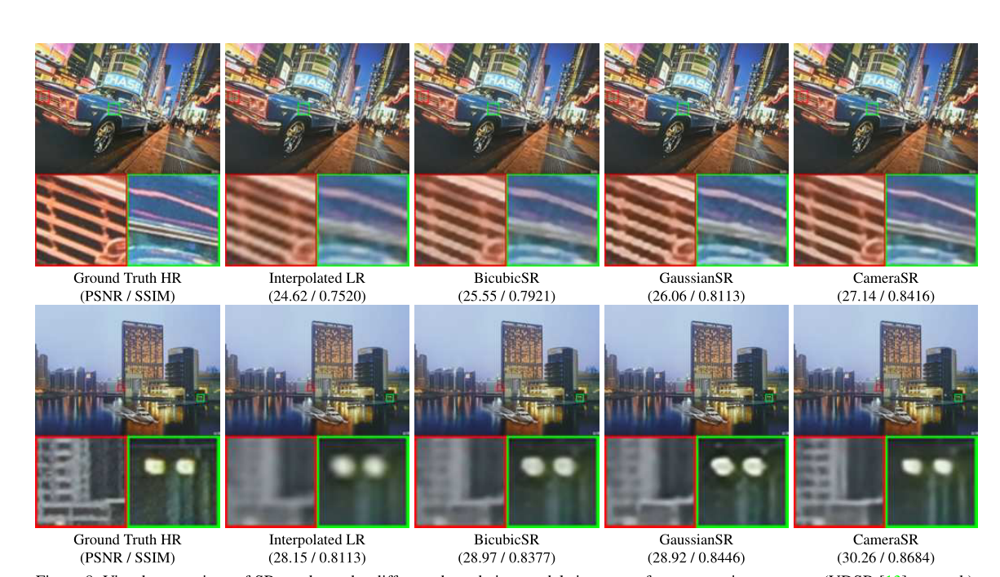 CHASE CHASE CHASE CHASE CHASE
Ground Truth HR Interpolated LR BicubicSR GaussianSR CameraSR
(PSNR / SSIM) (24.62 / 0.7520) (25.55 / 0.7921) (26.06 / 0.8113) (27.14 / 0.8416)
Ground Truth HR Interpolated LR BicubicSR GaussianSR CameraSR
(PSNR / SSIM) (28.15 / 0.8113) (28.97 / 0.8377) (28.92 / 0.8446) (30.26 / 0.8684)